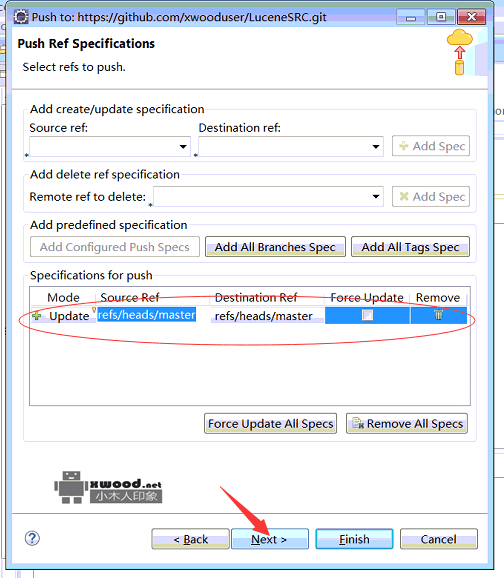 Push to: https://github.com/xwooduser/LuceneSRC.git
Push Ref Specifications
Select refs to push.
Add create/update specification
Source ref: Destination ref:
Add Spec
Add delete ref specification
Remote ref to delete: Add Spec
Add predefined specification
Add Configured Push Specs Add All Branches Spec Add All Tags Spec
Specifications for push
Mode Source Ref Destination Ref Force Update Remove
Update refs/heads/master refs/heads/master
Force Update All Specs Remove All Specs
xwood.net
小木人印象
? < Back Next > Finish Cancel